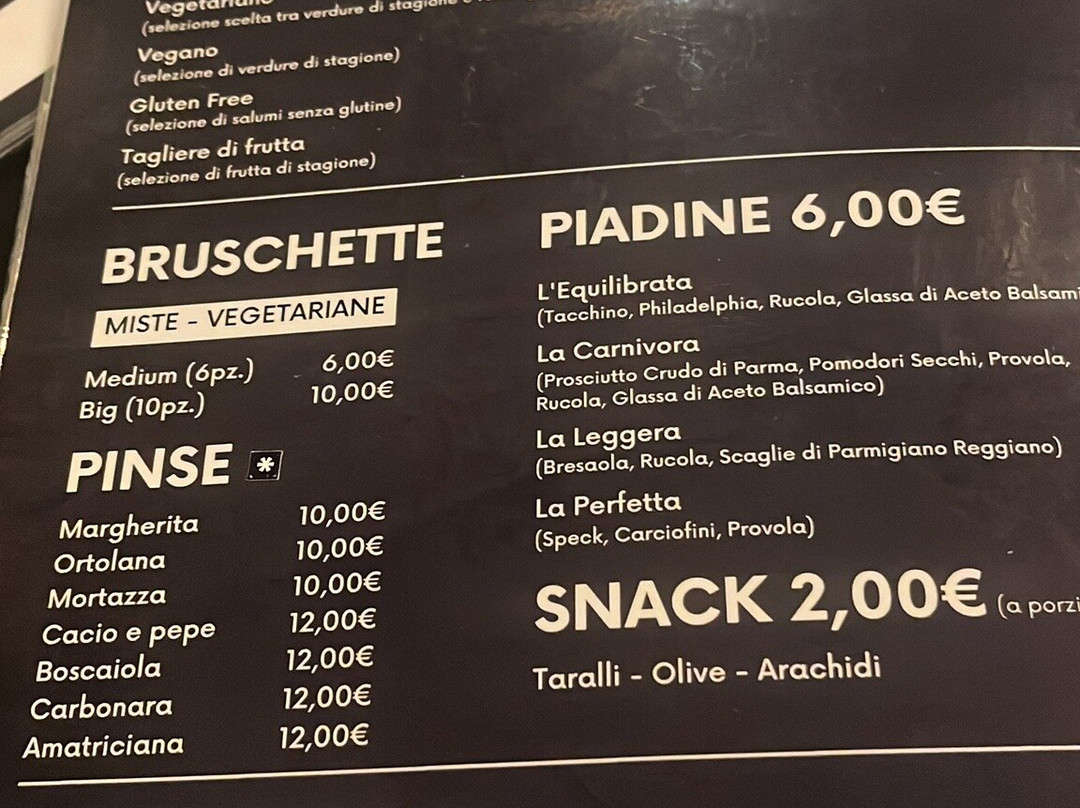 Vegetariano
(selezione scelta tra verdure di stagione
Vegano
(selezione di verdure di stagione)
Gluten Free
(selezione di salumi senza glutine)
Tagliere di frutta
(selezione di frutta di stagione)
BRUSCHETTE
MISTE - VEGETARIANE
Medium (6pz.) 6,00€
Big (10pz.) 10,00€
PINSE *
Margherita 10,00€
Ortolana 10,00€
Mortazza 10,00€
Cacio e pepe 12,00€
Boscaiola 12,00€
Carbonara 12,00€
Amatriciana 12,00€
PIADINE 6,00€
L'Equilibrata
(Tacchino, Philadelphia, Rucola, Glassa di Aceto Balsami
La Carnivora
(Prosciutto Crudo di Parma, Pomodori Secchi, Provola,
Rucola, Glassa di Aceto Balsamico)
La Leggera
(Bresaola, Rucola, Scaglie di Parmigiano Reggiano)
La Perfetta
(Speck, Carciofini, Provola)
SNACK 2,00€ (a porzi
Taralli - Olive - Arachidi